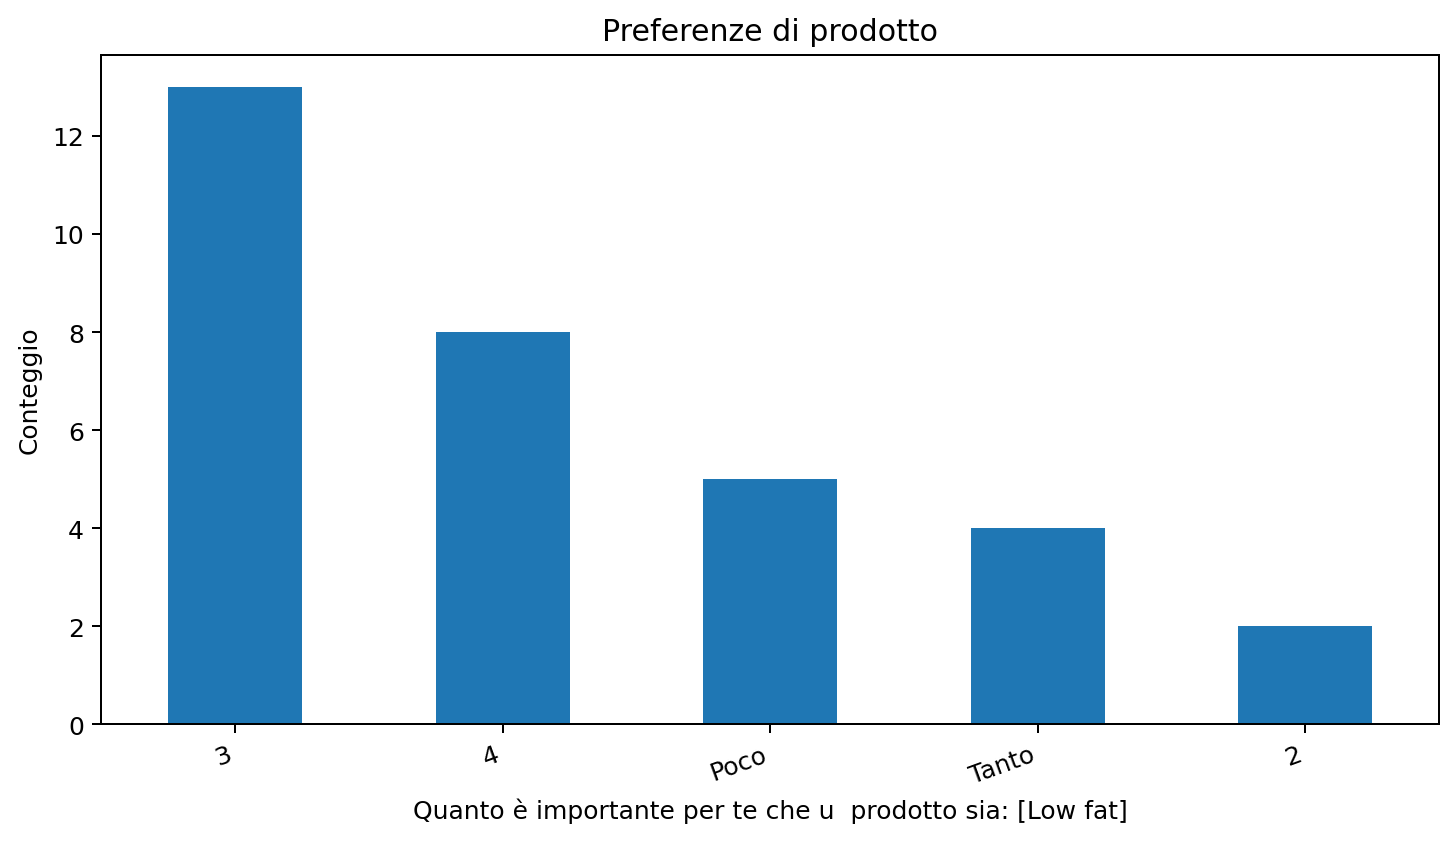 Preferenze di prodotto
Conteggio
12
10
8
6
4
2
0
3
4
Poco
Tanto
2
Quanto è importante per te che u  prodotto sia: [Low fat]